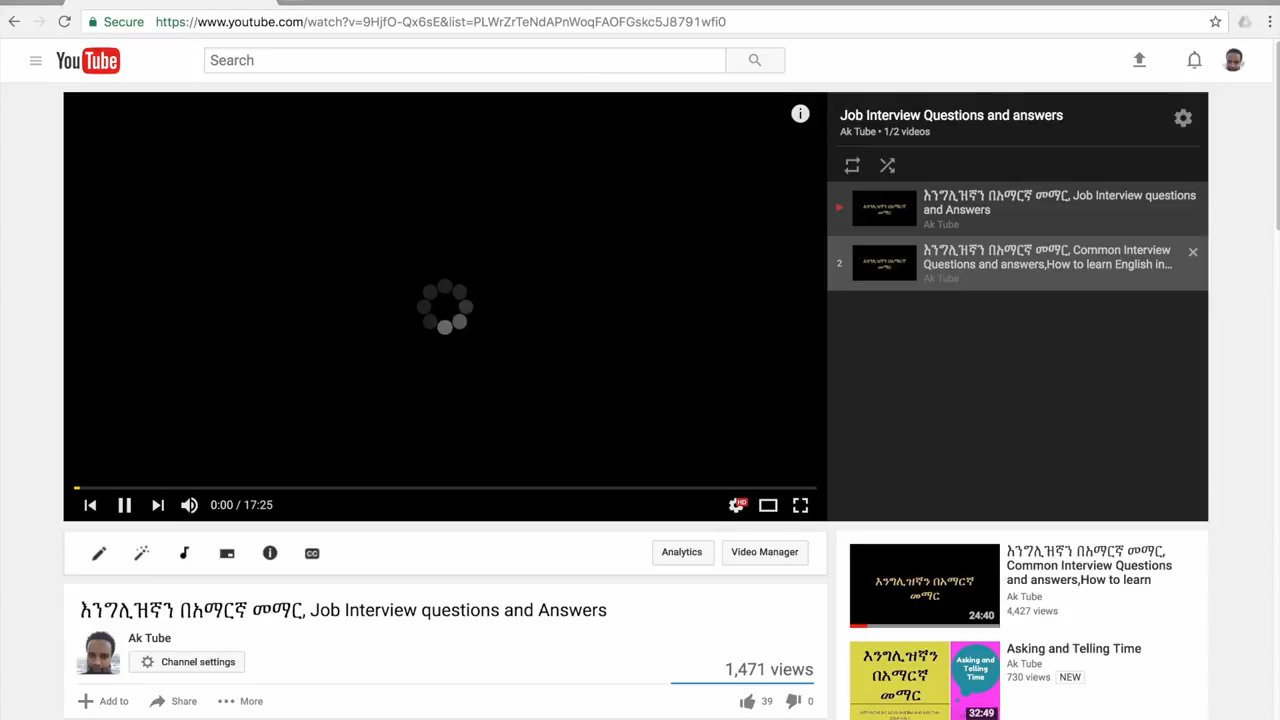 Secure
https://www.youtube.com/watch?v=9HjfO-Qx6sE&list=PLWrZrTeNdAPnWoqFAOFGskc5J8791wfi0
YouTube
Search
Job Interview Questions and answers
Ak Tube • 1/2 videos
እንግሊዝኛን በአማርኛ መማር, Job Interview questions
and Answers
Ak Tube
2
እንግሊዝኛን በአማርኛ መማር, Common Interview
Questions and answers,How to learn English in...
Ak Tube
0:00 / 17:25
HD
CC
Analytics
Video Manager
እንግሊዝኛን በአማርኛ መማር, Job Interview questions and Answers
Ak Tube
Channel settings
1,471 views
Add to
Share
More
39
0
እንግሊዝኛን በአማርኛ
መማር
24:40
እንግሊዝኛን በአማርኛ መማር,
Common Interview Questions
and answers,How to learn
Ak Tube
4,427 views
እንግሊዝኛን
በአማርኛ
መማር
Asking and
Telling
Time
32:49
Asking and Telling Time
Ak Tube
730 views
NEW